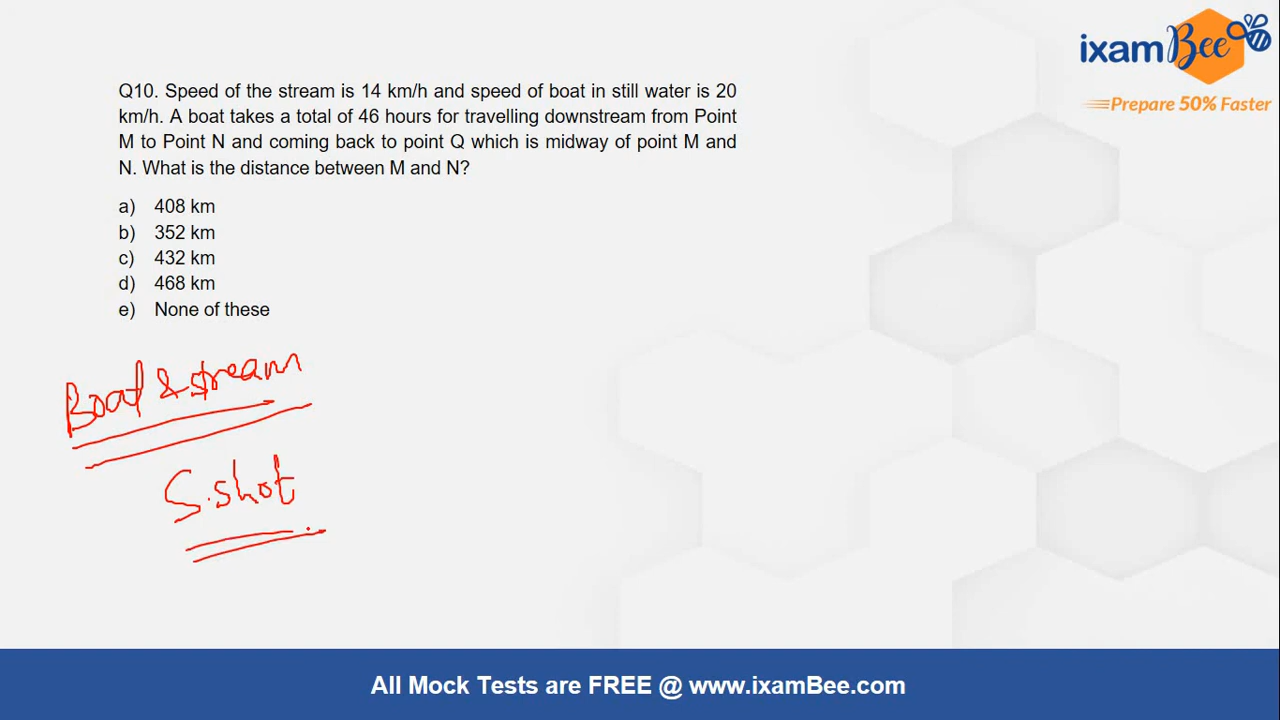 ixamBee
Prepare 50% Faster
Q10. Speed of the stream is 14 km/h and speed of boat in still water is 20
km/h. A boat takes a total of 46 hours for travelling downstream from Point
M to Point N and coming back to point Q which is midway of point M and
N. What is the distance between M and N?
a) 408 km
b) 352 km
c) 432 km
d) 468 km
e) None of these
Boat & stream
S.shot
All Mock Tests are FREE @ www.ixamBee.com